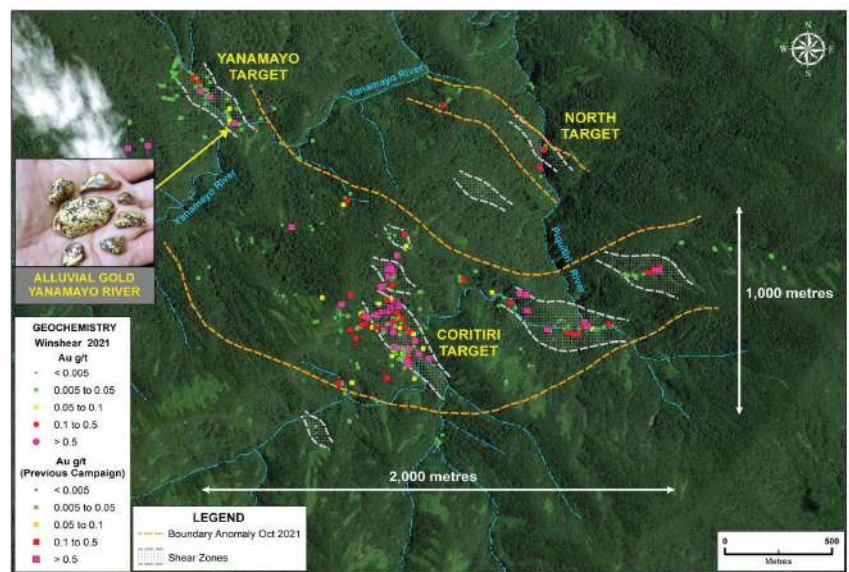 YANAMAYO
TARGET
Yanamayo River
NORTH
TARGET
N
W
E
S
Yanamayo River
Piquitiri River
ALLUVIAL GOLD
YANAMAYO RIVER
1,000 metres
CORITIRI
TARGET
GEOCHEMISTRY
Winshear 2021
Au g/t
< 0.005
0.005 to 0.05
0.05 to 0.1
0.1 to 0.5
> 0.5
Au g/t
(Previous Campaign)
< 0.005
0.005 to 0.05
0.05 to 0.1
0.1 to 0.5
> 0.5
2,000 metres
LEGEND
Boundary Anomaly Oct 2021
Shear Zones
0 500
Metres